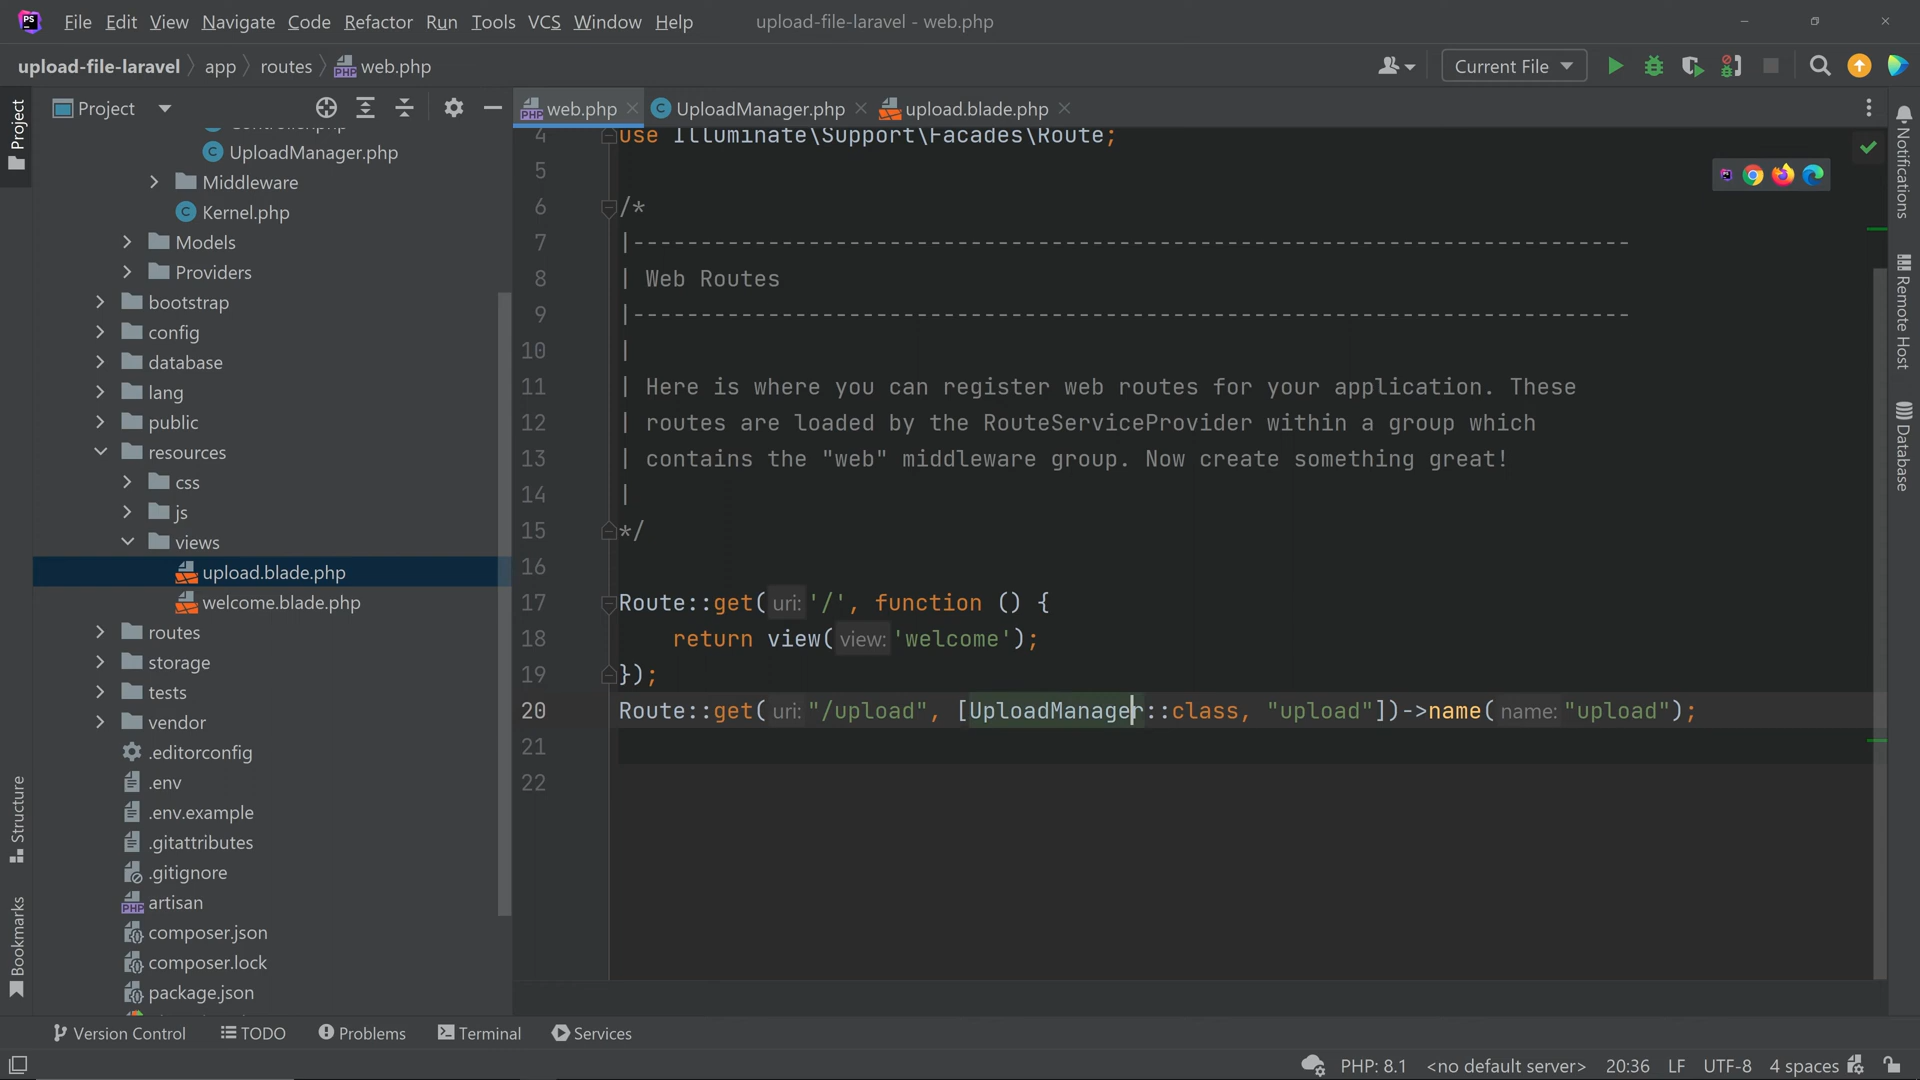 PS File Edit View Navigate Code Refactor Run Tools VCS Window Help upload-file-laravel - web.php
upload-file-laravel app routes web.php Current File
Project web.php UploadManager.php upload.blade.php
Project
Controller.php
UploadManager.php
Middleware
Kernel.php
Models
Providers
bootstrap
config
database
lang
public
resources
css
js
views
upload.blade.php
welcome.blade.php
routes
storage
tests
vendor
.editorconfig
.env
.env.example
.gitattributes
.gitignore
artisan
composer.json
composer.lock
package.json
Structure
Bookmarks
4 use Illuminate\Support\Facades\Route;
5
6 /*
7 |--------------------------------------------------------------------------
8 | Web Routes
9 |--------------------------------------------------------------------------
10 |
11 | Here is where you can register web routes for your application. These
12 | routes are loaded by the RouteServiceProvider within a group which
13 | contains the "web" middleware group. Now create something great!
14 |
15 */
16
17 Route::get( uri: '/', function () {
18 return view( view: 'welcome');
19 });
20 Route::get( uri: "/upload", [UploadManager::class, "upload"])->name( name: "upload");
21
22
Notifications
Remote Host
Database
Version Control TODO Problems Terminal Services
PHP: 8.1 <no default server> 20:36 LF UTF-8 4 spaces